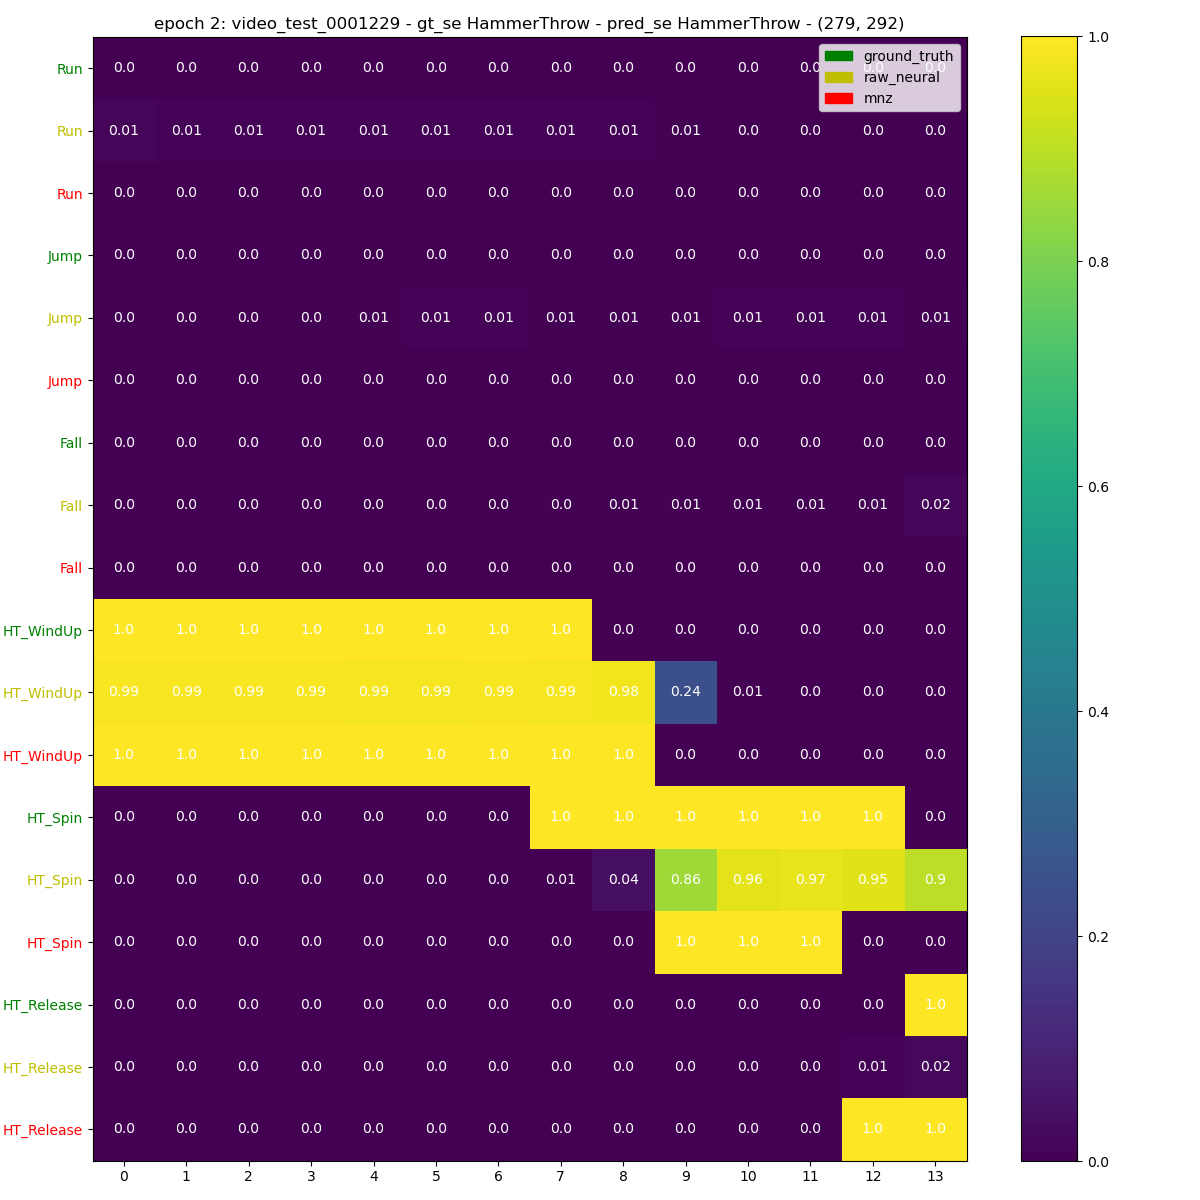 epoch 2: video_test_0001229 - gt_se HammerThrow - pred_se HammerThrow - (279, 292)
ground_truth
raw_neural
mnz
Run 0.0 0.0 0.0 0.0 0.0 0.0 0.0 0.0 0.0 0.0 0.0 0.0 0.0 0.0
Run 0.01 0.01 0.01 0.01 0.01 0.01 0.01 0.01 0.01 0.01 0.0 0.0 0.0 0.0
Run 0.0 0.0 0.0 0.0 0.0 0.0 0.0 0.0 0.0 0.0 0.0 0.0 0.0 0.0
Jump 0.0 0.0 0.0 0.0 0.0 0.0 0.0 0.0 0.0 0.0 0.0 0.0 0.0 0.0
Jump 0.0 0.0 0.0 0.0 0.01 0.01 0.01 0.01 0.01 0.01 0.01 0.01 0.01 0.01
Jump 0.0 0.0 0.0 0.0 0.0 0.0 0.0 0.0 0.0 0.0 0.0 0.0 0.0 0.0
Fall 0.0 0.0 0.0 0.0 0.0 0.0 0.0 0.0 0.0 0.0 0.0 0.0 0.0 0.0
Fall 0.0 0.0 0.0 0.0 0.0 0.0 0.0 0.0 0.01 0.01 0.01 0.01 0.01 0.02
Fall 0.0 0.0 0.0 0.0 0.0 0.0 0.0 0.0 0.0 0.0 0.0 0.0 0.0 0.0
HT_WindUp 1.0 1.0 1.0 1.0 1.0 1.0 1.0 1.0 0.0 0.0 0.0 0.0 0.0 0.0
HT_WindUp 0.99 0.99 0.99 0.99 0.99 0.99 0.99 0.99 0.98 0.24 0.01 0.0 0.0 0.0
HT_WindUp 1.0 1.0 1.0 1.0 1.0 1.0 1.0 1.0 1.0 0.0 0.0 0.0 0.0 0.0
HT_Spin 0.0 0.0 0.0 0.0 0.0 0.0 0.0 1.0 1.0 1.0 1.0 1.0 1.0 0.0
HT_Spin 0.0 0.0 0.0 0.0 0.0 0.0 0.0 0.01 0.04 0.86 0.96 0.97 0.95 0.9
HT_Spin 0.0 0.0 0.0 0.0 0.0 0.0 0.0 0.0 0.0 1.0 1.0 1.0 0.0 0.0
HT_Release 0.0 0.0 0.0 0.0 0.0 0.0 0.0 0.0 0.0 0.0 0.0 0.0 0.0 1.0
HT_Release 0.0 0.0 0.0 0.0 0.0 0.0 0.0 0.0 0.0 0.0 0.0 0.0 0.01 0.02
HT_Release 0.0 0.0 0.0 0.0 0.0 0.0 0.0 0.0 0.0 0.0 0.0 0.0 1.0 1.0
0 1 2 3 4 5 6 7 8 9 10 11 12 13
1.0
0.8
0.6
0.4
0.2
0.0